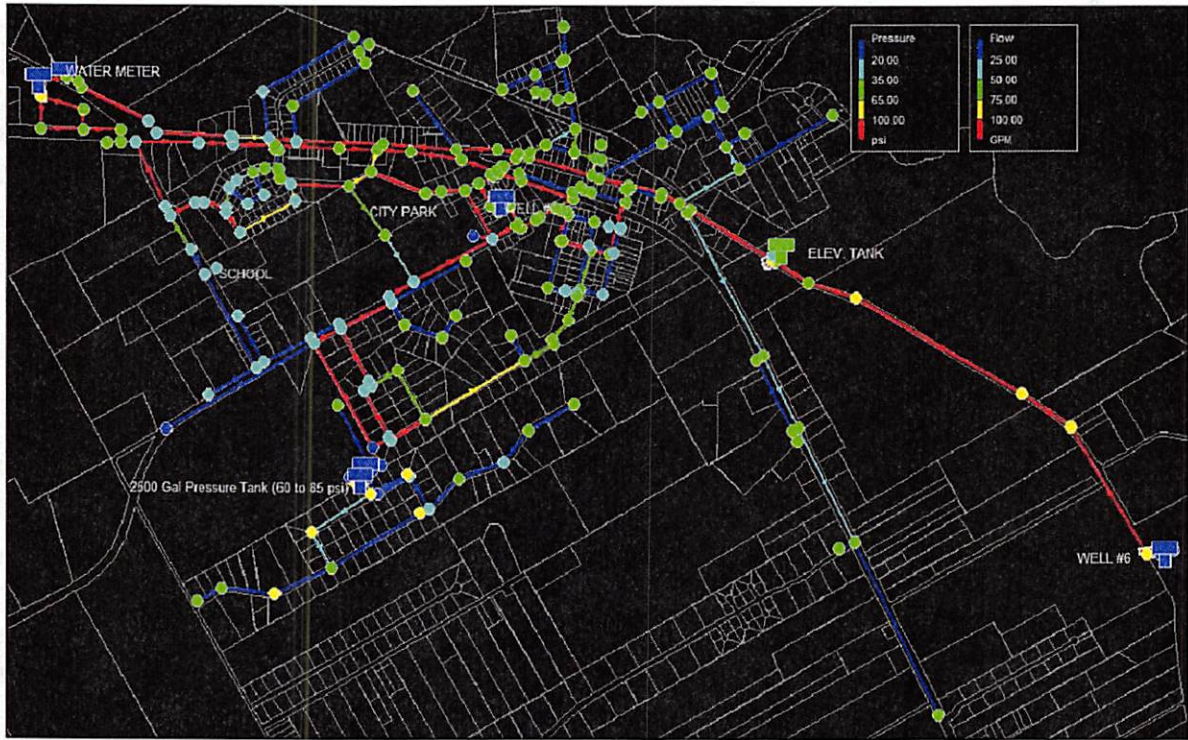 Pressure
20.00
35.00
65.00
100.00
psi
Flow
25.00
50.00
75.00
100.00
GPM
WATER METER
CITY PARK
SCHOOL
ELEV. TANK
2500 Gal Pressure Tank (60 to 85 psi)
WELL #6